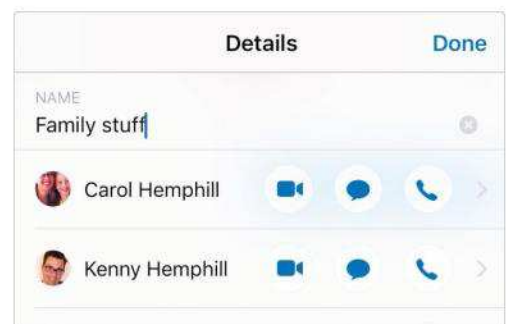 Details
Done
NAME
Family stuff
Carol Hemphill
Kenny Hemphill